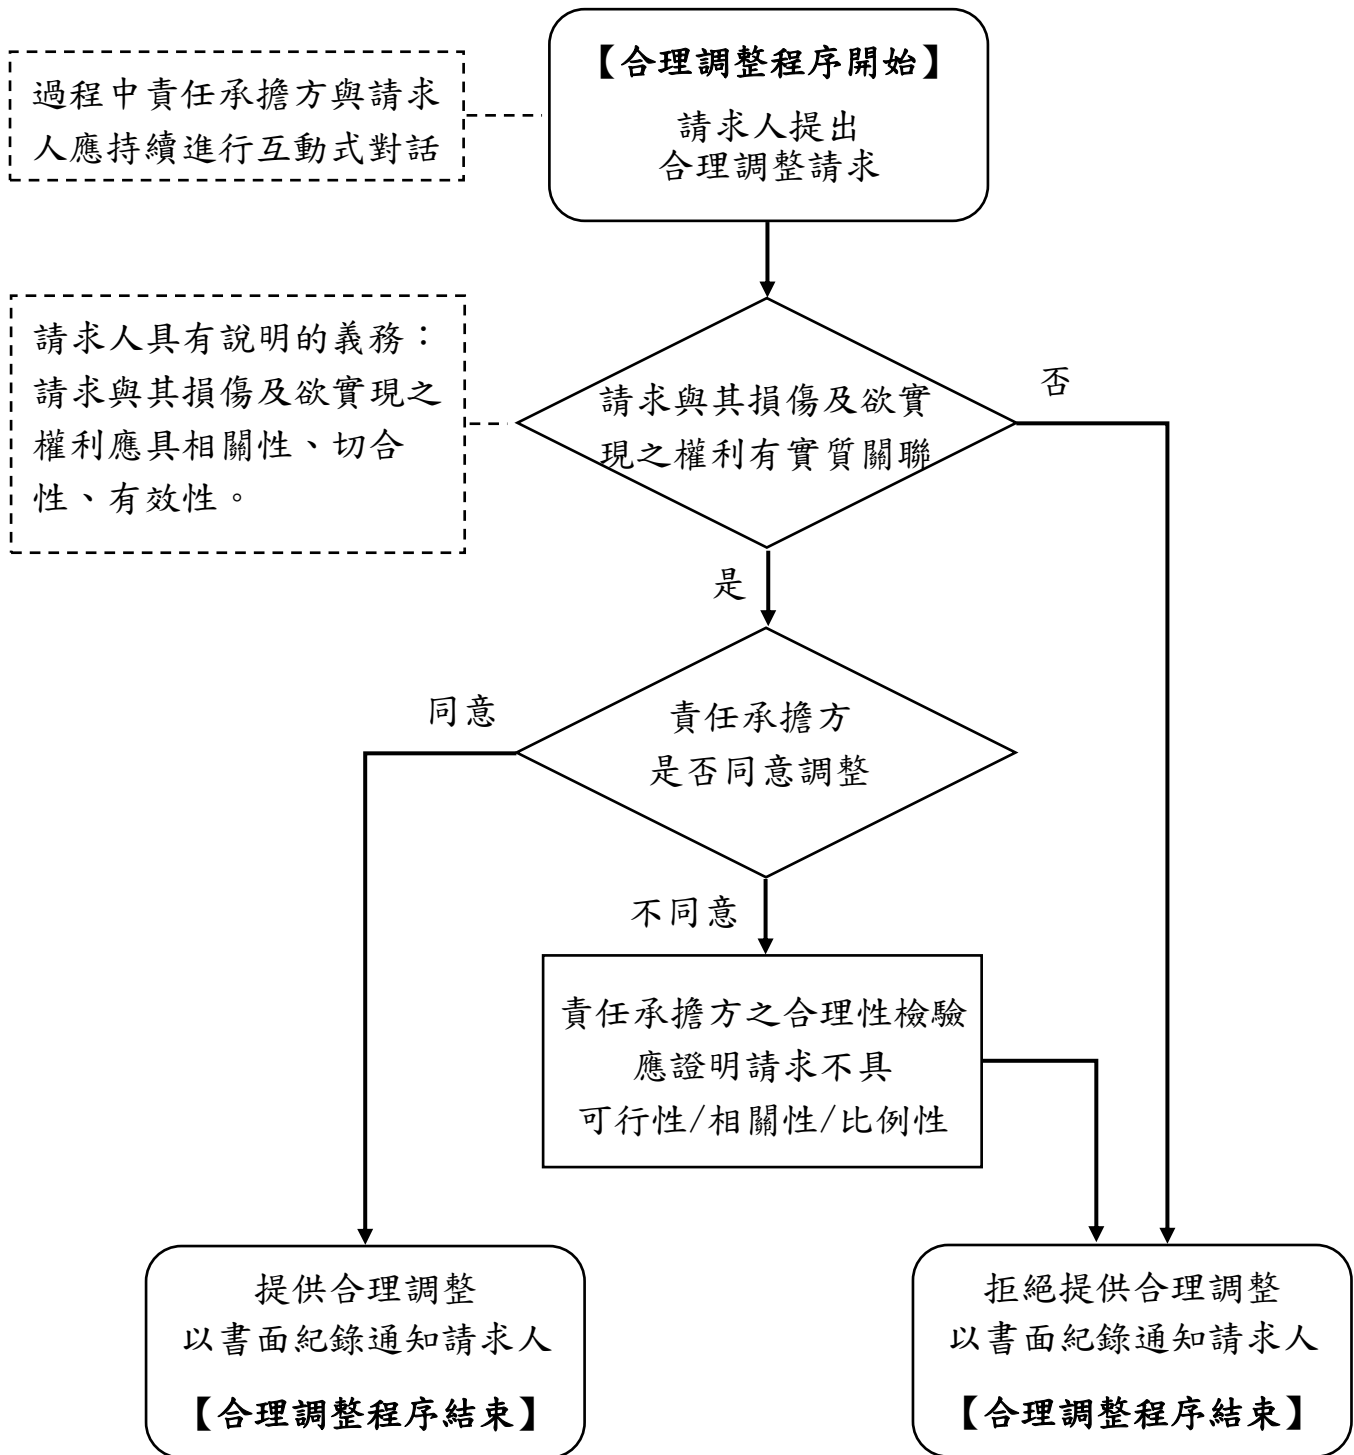 【合理調整程序開始】
請求人提出
合理調整請求
過程中責任承擔方與請求
人應持續進行互動式對話
請求人具有說明的義務：
請求與其損傷及欲實現之
權利應具相關性、切合
性、有效性。
請求與其損傷及欲實
現之權利有實質關聯
否
是
責任承擔方
是否同意調整
同意
不同意
責任承擔方之合理性檢驗
應證明請求不具
可行性/相關性/比例性
提供合理調整
以書面紀錄通知請求人
【合理調整程序結束】
拒絕提供合理調整
以書面紀錄通知請求人
【合理調整程序結束】